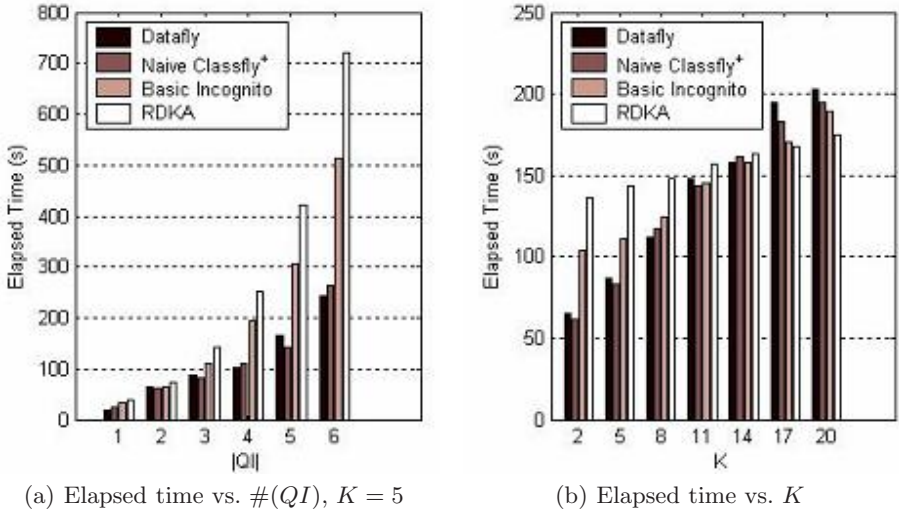 800
700
600
500
400
300
200
100
0
Elapsed Time (s)
Datafly
Naive Classfly+
Basic Incognito
RDKA
1 2 3 4 5 6
|QI|
(a) Elapsed time vs. #(QI), K = 5
250
200
150
100
50
0
Elapsed Time (s)
Datafly
Naive Classfly+
Basic Incognito
RDKA
2 5 8 11 14 17 20
K
(b) Elapsed time vs. K